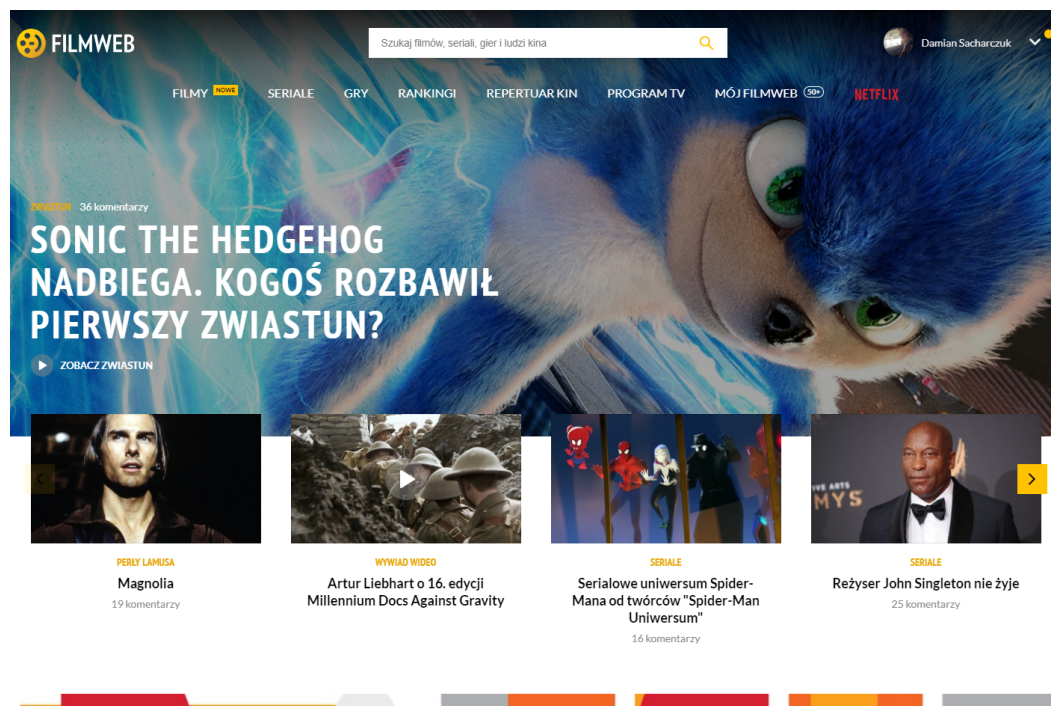 FILMWEB
Szukaj filmów, seriali, gier i ludzi kina
Damian Sacharczuk
FILMY NOWE SERIALE GRY RANKINGI REPERTUAR KIN PROGRAM TV MÓJ FILMWEB 50+ NETFLIX
ZWIASTUN 36 komentarzy
SONIC THE HEDGEHOG
NADBIEGA. KOGOŚ ROZBAWIŁ
PIERWSZY ZWIASTUN?
ZOBACZ ZWIASTUN
IVE ARTS
MYS
PERŁY LAMUSA
Magnolia
19 komentarzy
WYWIAD WIDEO
Artur Liebhart o 16. edycji
Millennium Docs Against Gravity
SERIALE
Serialowe uniwersum Spider-
Mana od twórców "Spider-Man
Uniwersum"
16 komentarzy
SERIALE
Reżyser John Singleton nie żyje
25 komentarzy